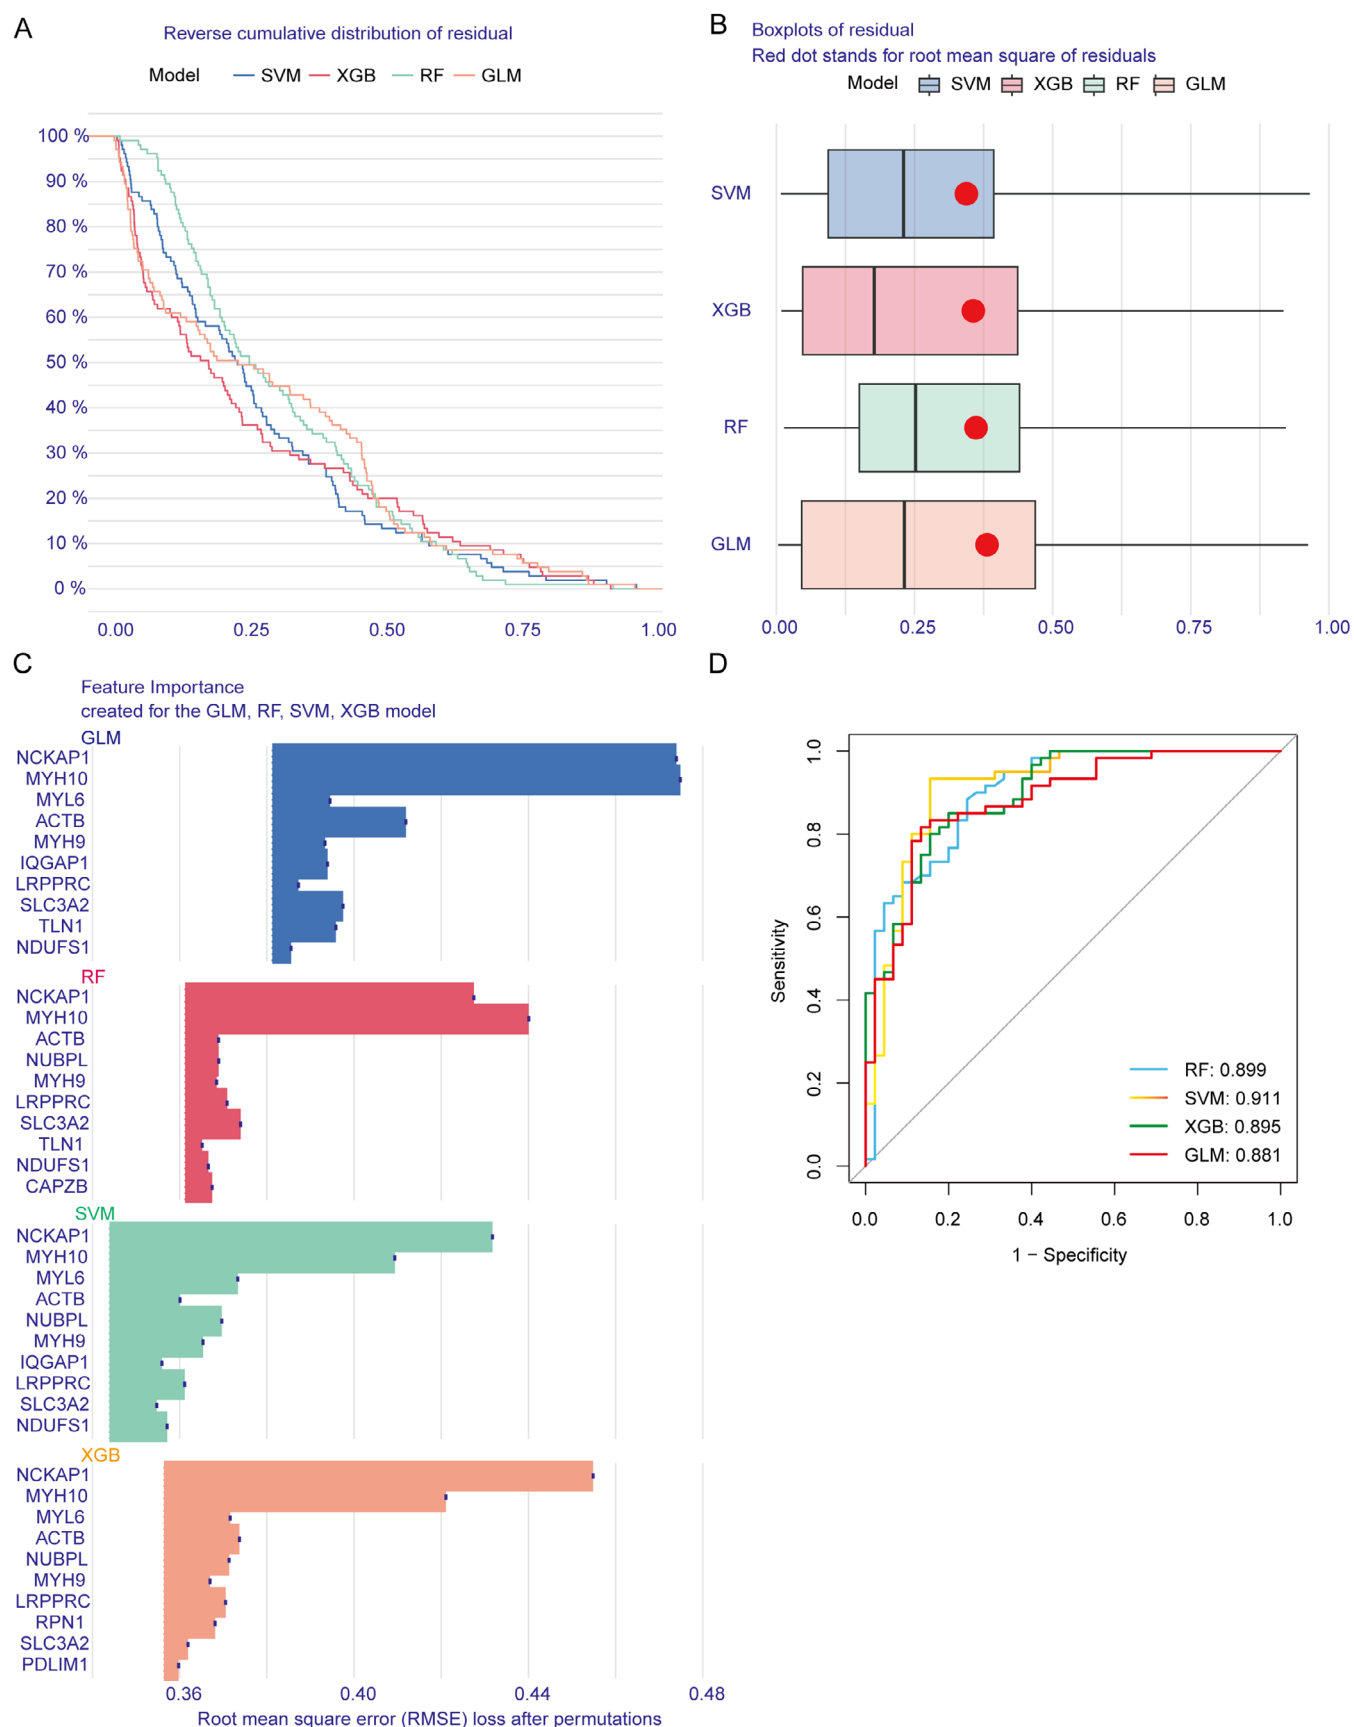 A
Reverse cumulative distribution of residual
Model SVM XGB RF GLM
100 %
90 %
80 %
70 %
60 %
50 %
40 %
30 %
20 %
10 %
0 %
0.00 0.25 0.50 0.75 1.00
B
Boxplots of residual
Red dot stands for root mean square of residuals
Model SVM XGB RF GLM
SVM
XGB
RF
GLM
0.00 0.25 0.50 0.75 1.00
C
Feature Importance
created for the GLM, RF, SVM, XGB model
GLM
NCKAP1
MYH10
MYL6
ACTB
MYH9
IQGAP1
LRPPRC
SLC3A2
TLN1
NDUFS1
RF
NCKAP1
MYH10
ACTB
NUBPL
MYH9
LRPPRC
SLC3A2
TLN1
NDUFS1
CAPZB
SVM
NCKAP1
MYH10
MYL6
ACTB
NUBPL
MYH9
IQGAP1
LRPPRC
SLC3A2
NDUFS1
XGB
NCKAP1
MYH10
MYL6
ACTB
NUBPL
MYH9
LRPPRC
RPN1
SLC3A2
PDLIM1
0.36 0.40 0.44 0.48
Root mean square error (RMSE) loss after permutations
D
Sensitivity
1.0
0.8
0.6
0.4
0.2
0.0
RF: 0.899
SVM: 0.911
XGB: 0.895
GLM: 0.881
0.0 0.2 0.4 0.6 0.8 1.0
1 − Specificity